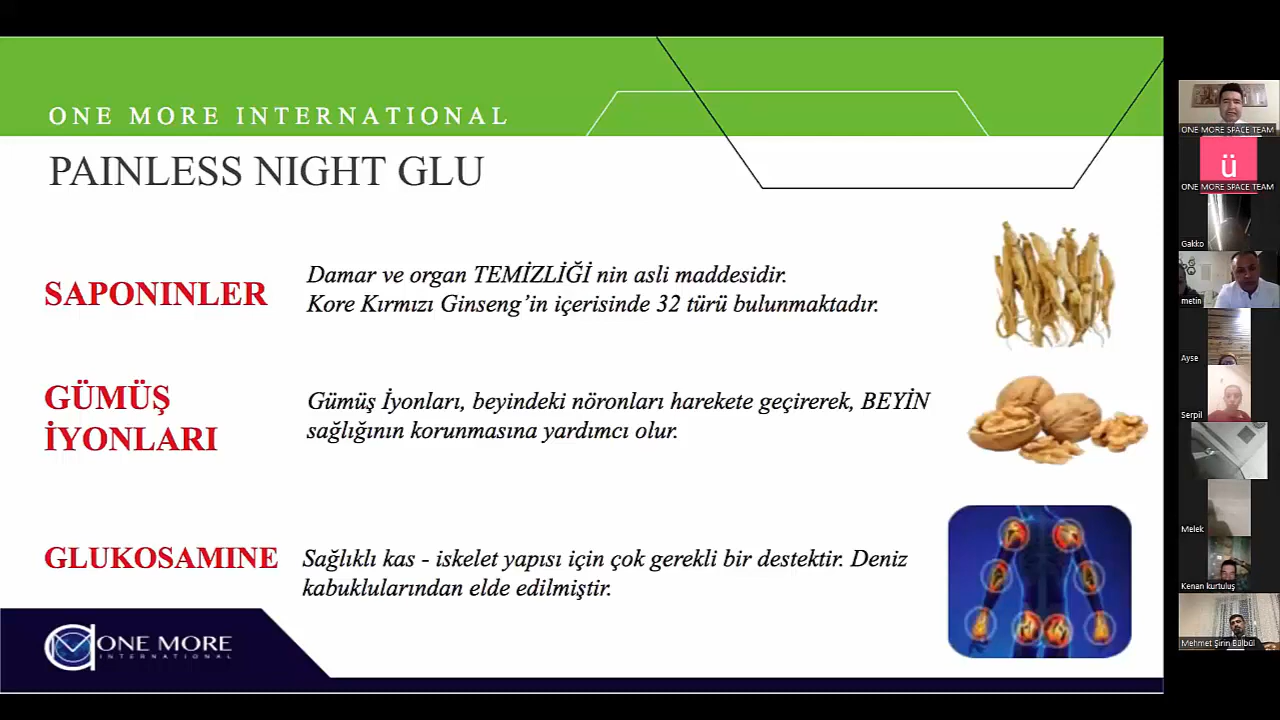 ONE MORE INTERNATIONAL
PAINLESS NIGHT GLU
SAPONINLER
Damar ve organ TEMİZLİĞİ nin asli maddesidir.
Kore Kırmızı Ginseng’in içerisinde 32 türü bulunmaktadır.
GÜMÜŞ
İYONLARI
Gümüş İyonları, beyindeki nöronları harekete geçirerek, BEYİN
sağlığının korunmasına yardımcı olur.
GLUKOSAMINE
Sağlıklı kas - iskelet yapısı için çok gerekli bir destektir. Deniz
kabuklularından elde edilmiştir.
ONE MORE
INTERNATIONAL
ONE MORE SPACE TEAM
ü
ONE MORE SPACE TEAM
Gakko
metin
Ayse
Serpil
Melek
Kenan kurtuluş
Mehmet Şirin Bülbül